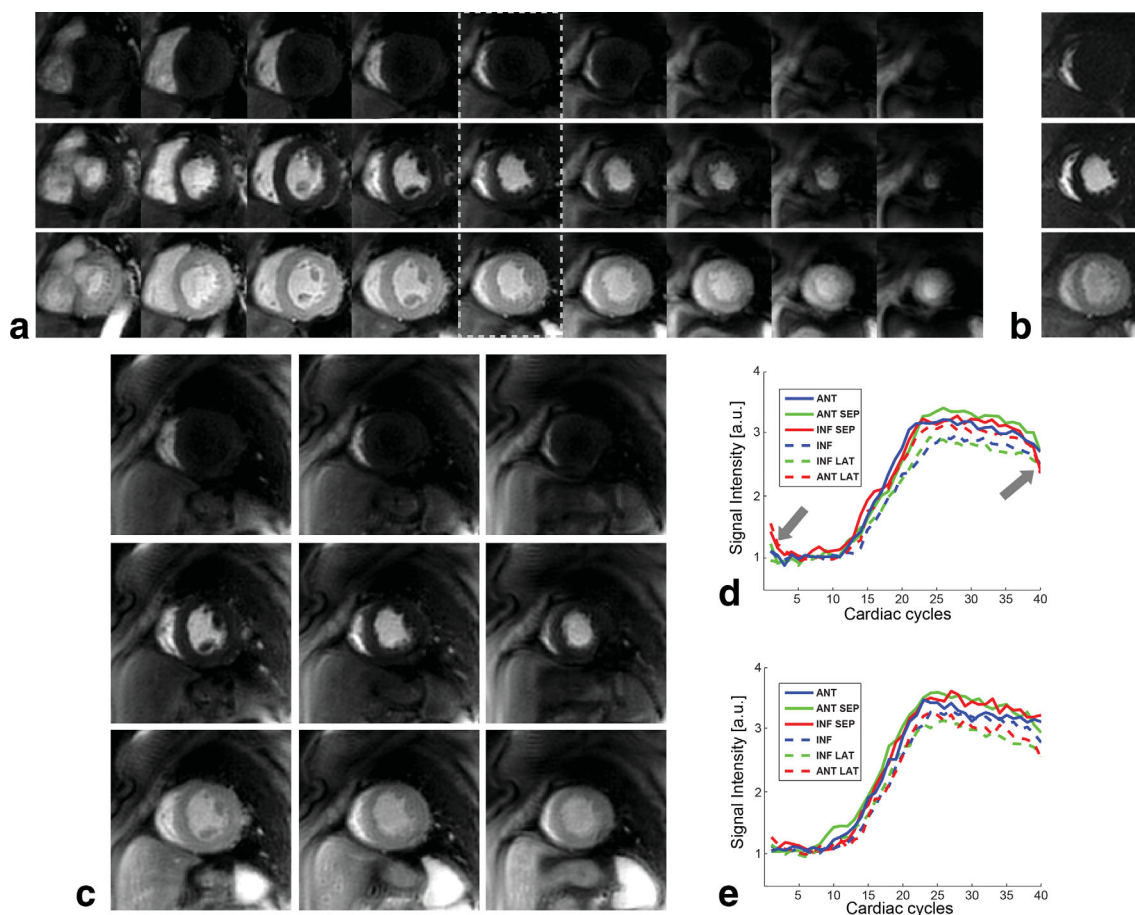 a
b
c
4
3
2
1
Signal Intensity [a.u.]
ANT
ANT SEP
INF SEP
INF
INF LAT
ANT LAT
5 10 15 20 25 30 35 40
Cardiac cycles
d
4
3
2
1
Signal Intensity [a.u.]
ANT
ANT SEP
INF SEP
INF
INF LAT
ANT LAT
5 10 15 20 25 30 35 40
Cardiac cycles
e